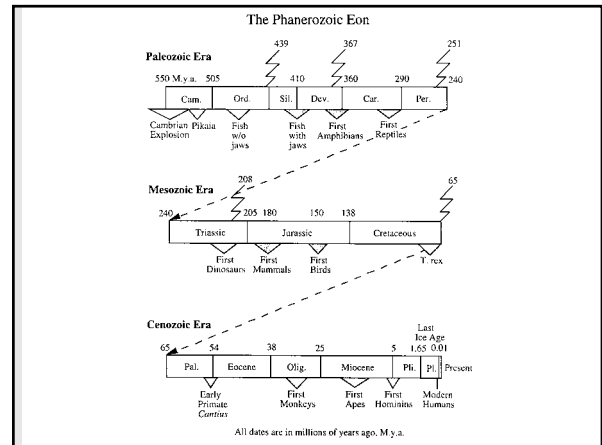 The Phanerozoic Eon
439 367 251
Paleozoic Era
550 M.y.a. 505 410 360 290 240
Cam. Ord. Sil. Dev. Car. Per.
Cambrian Explosion
Pikaia
Fish w/o jaws
Fish with jaws
First Amphibians
First Reptiles
208 65
Mesozoic Era
240 205 180 150 138
Triassic Jurassic Cretaceous
First Dinosaurs
First Mammals
First Birds
T. rex
Cenozoic Era
Last Ice Age
65 54 38 25 5 1.65 0.01
Pal. Eocene Olig. Miocene Pli. Pl. Present
Early Primate Cantius
First Monkeys
First Apes
First Hominins
Modern Humans
All dates are in millions of years ago, M.y.a.